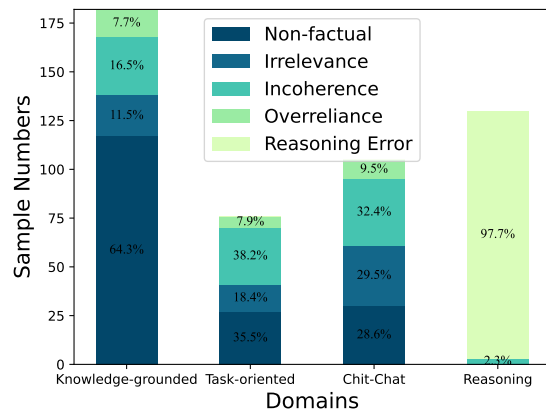 175
150
125
100
75
50
25
0
Sample Numbers
Non-factual
Irrelevance
Incoherence
Overreliance
Reasoning Error
7.7%
16.5%
11.5%
64.3%
7.9%
38.2%
18.4%
35.5%
9.5%
32.4%
29.5%
28.6%
97.7%
2.3%
Knowledge-grounded Task-oriented Chit-Chat Reasoning
Domains